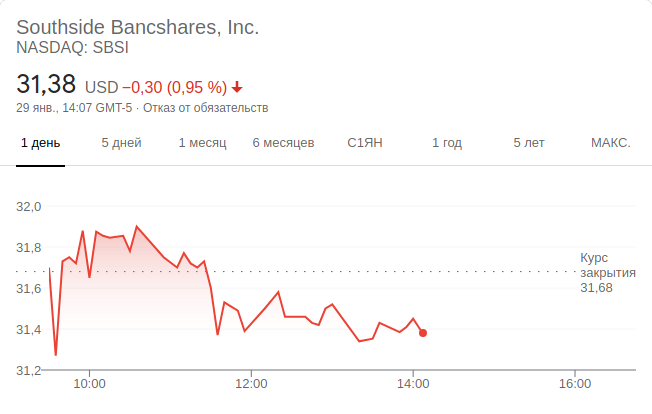 Southside Bancshares, Inc.
NASDAQ: SBSI
31,38 USD −0,30 (0,95 %)
29 янв., 14:07 GMT-5 · Отказ от обязательств
1 день 5 дней 1 месяц 6 месяцев С1ЯН 1 год 5 лет МАКС.
32,0
31,8
Курс
закрытия
31,68
31,6
31,4
31,2
10:00 12:00 14:00 16:00